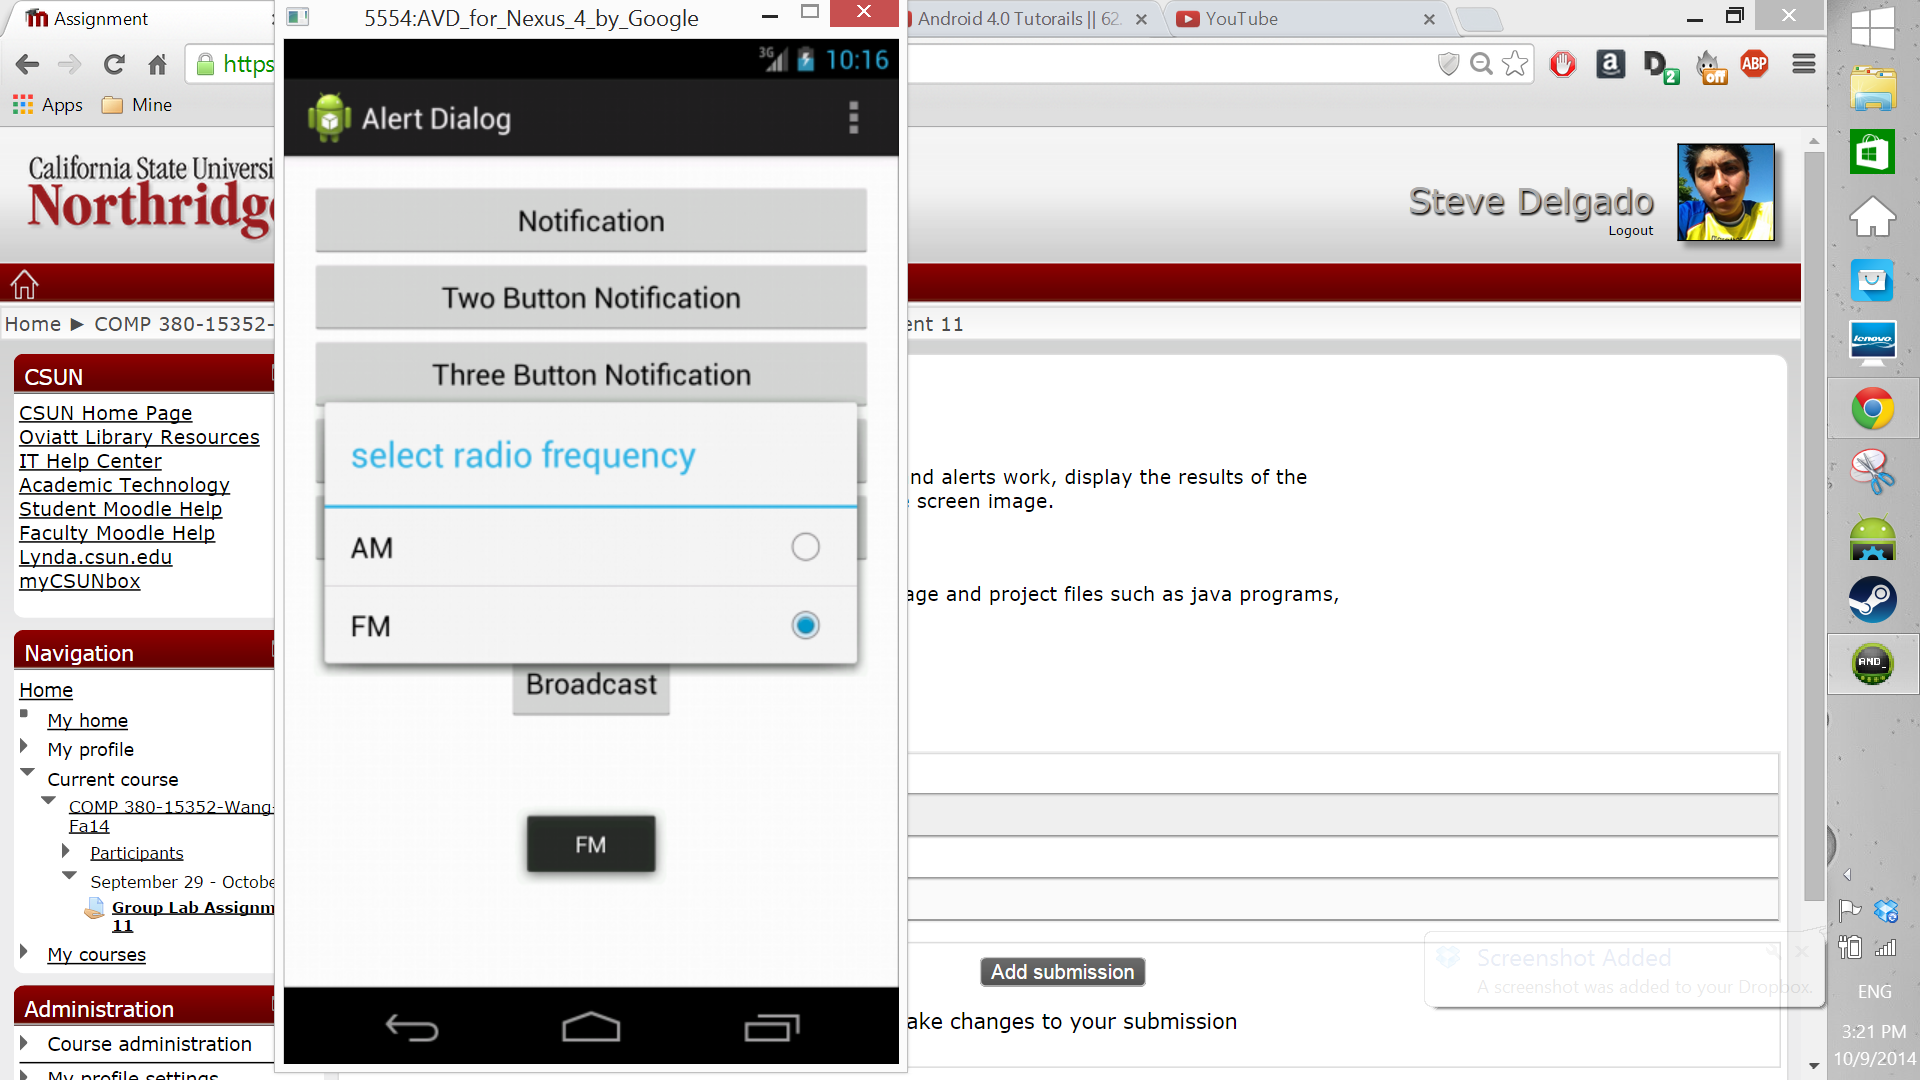 Assignment
5554:AVD_for_Nexus_4_by_Google
Android 4.0 Tutorails || 62.
YouTube
https
Apps
Mine
a
D
2
off
ABP
3G
10:16
Alert Dialog
California State Universi
Northridge
Steve Delgado
Logout
Notification
Two Button Notification
Three Button Notification
Home ► COMP 380-15352-
ent 11
CSUN
CSUN Home Page
Oviatt Library Resources
IT Help Center
Academic Technology
Student Moodle Help
Faculty Moodle Help
Lynda.csun.edu
myCSUNbox
select radio frequency
AM
FM
Broadcast
FM
nd alerts work, display the results of the
screen image.
age and project files such as java programs,
Navigation
Home
My home
My profile
Current course
COMP 380-15352-Wang-
Fa14
Participants
September 29 - Octobe
Group Lab Assignm
11
My courses
Administration
Course administration
My profile settings
Add submission
ake changes to your submission
Screenshot Added
A screenshot was added to your Dropbox.
lenovo
AND_
ENG
3:21 PM
10/9/2014